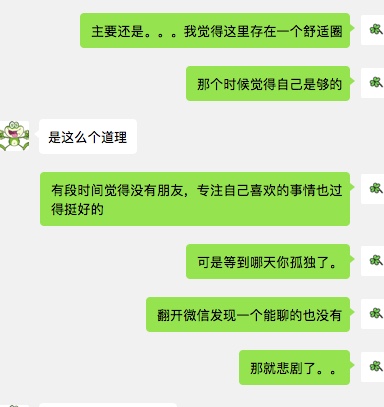 主要还是。。。我觉得这里存在一个舒适圈
那个时候觉得自己是够的
是这么个道理
有段时间觉得没有朋友，专注自己喜欢的事情也过
得挺好的
可是等到哪天你孤独了。
翻开微信发现一个能聊的也没有
那就悲剧了。。